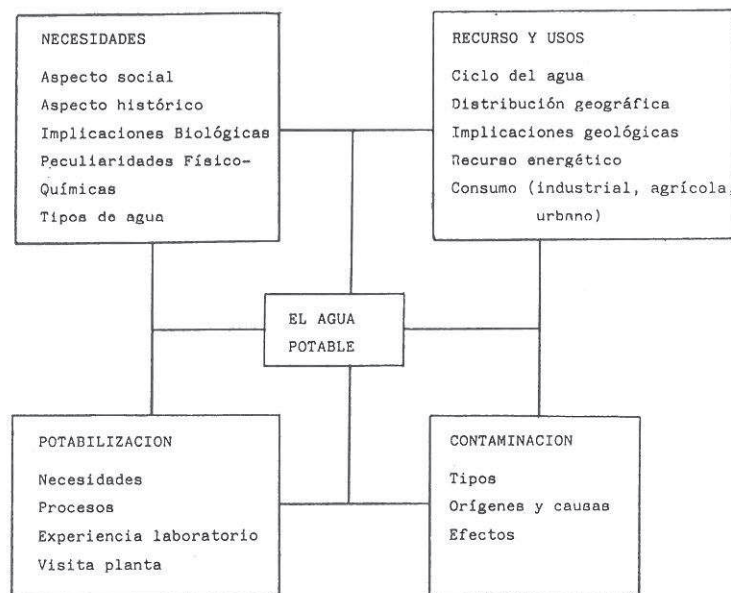 NECESIDADES
Aspecto social
Aspecto histórico
Implicaciones Biológicas
Peculiaridades Físico-
Químicas
Tipos de agua
RECURSO Y USOS
Ciclo del agua
Distribución geográfica
Implicaciones geológicas
Recurso energético
Consumo (industrial, agrícola,
urbano)
EL AGUA
POTABLE
POTABILIZACION
Necesidades
Procesos
Experiencia laboratorio
Visita planta
CONTAMINACION
Tipos
Orígenes y causas
Efectos